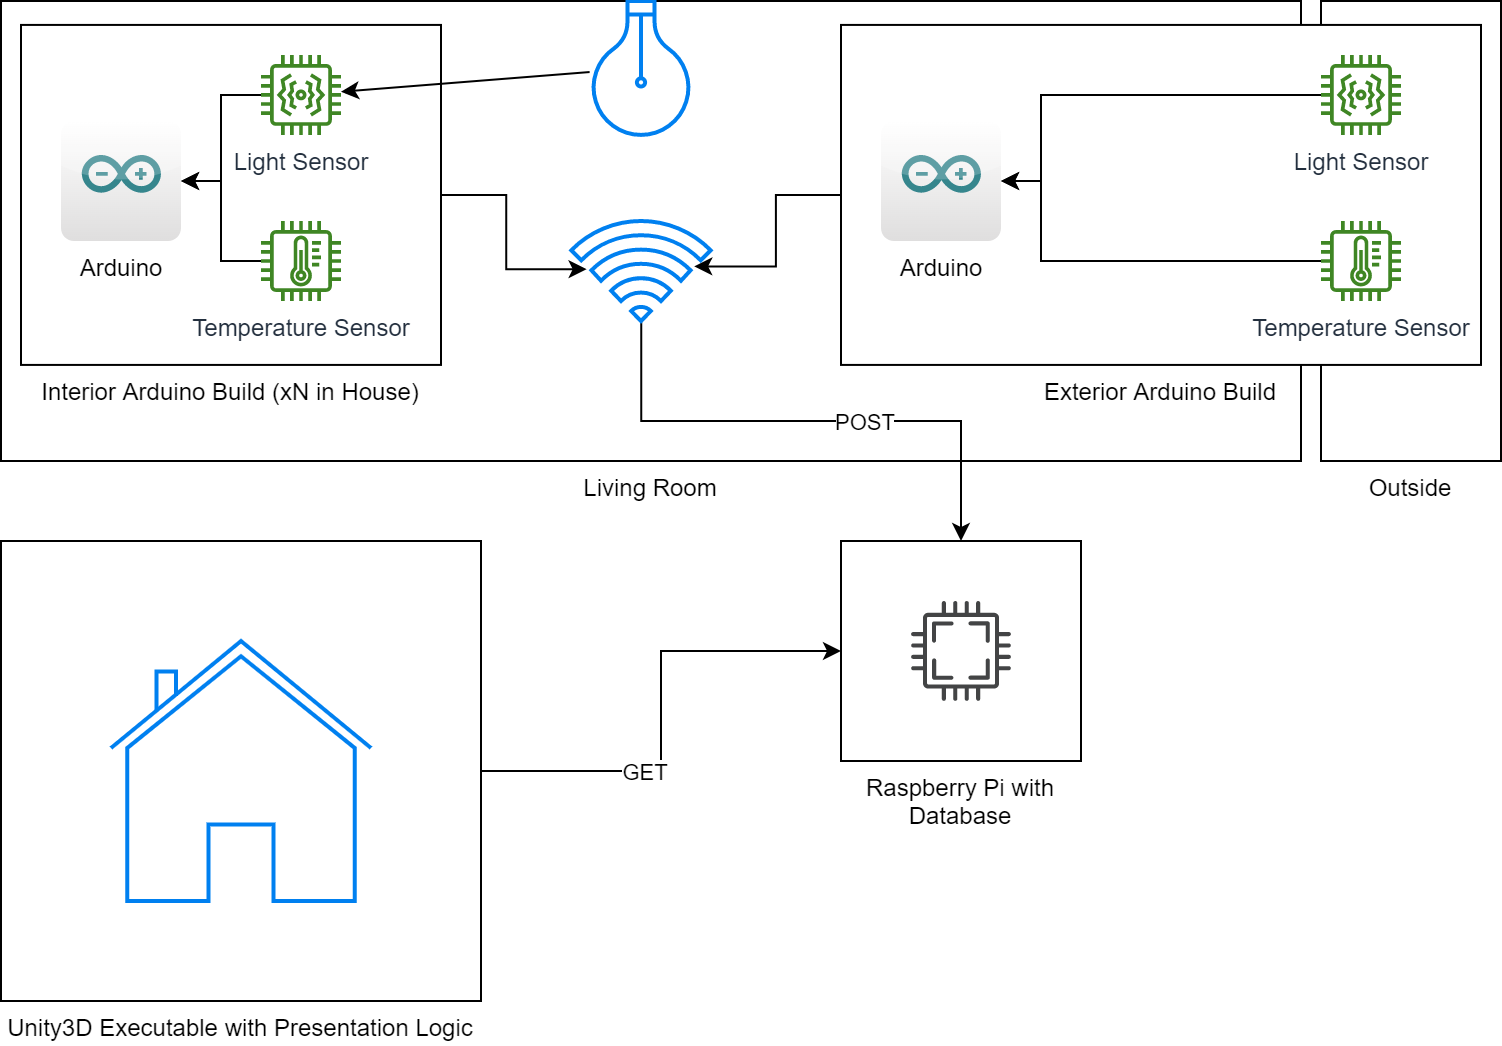 Light Sensor
Light Sensor
Arduino
Arduino
Temperature Sensor
Temperature Sensor
Interior Arduino Build (xN in House)
Exterior Arduino Build
POST
Living Room
Outside
GET
Raspberry Pi with
Database
Unity3D Executable with Presentation Logic